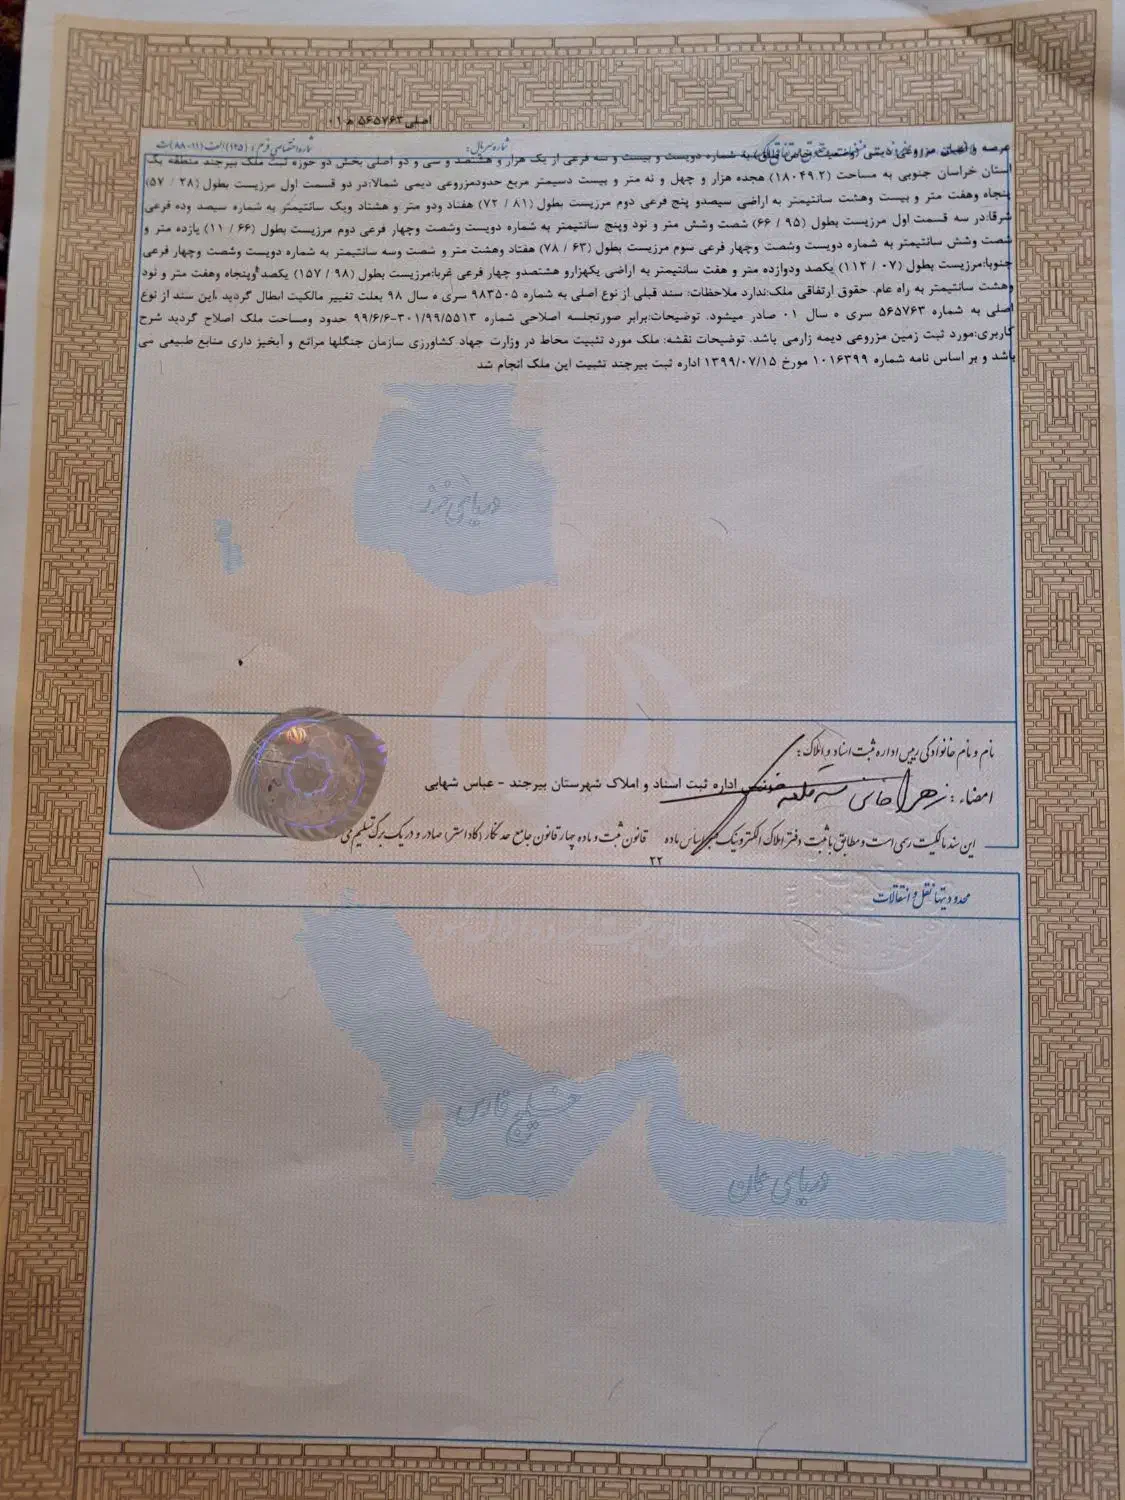 اصلی ۵۶۵۷۶۳ ه ۰۱
شماره سریال: شماره اختصاصی فرم: (۱۲۵) الف (۱۱-۸۸) ث
عرصه و اعیان مزروعی دیمی به شماره دویست و بیست و سه فرعی از یک هزار و هشتصد و سی و دو اصلی بخش دو حوزه ثبت ملک بیرجند منطقه یک
استان خراسان جنوبی به مساحت (۱۸۰۴۹.۲) هجده هزار و چهل و نه متر و بیست دسیمتر مربع حدودمزروعی دیمی شمالا:در دو قسمت اول مرزیست بطول (۲۸ / ۵۷)
پنجاه وهفت متر و بیست وهشت سانتیمتر به اراضی سیصدو پنج فرعی دوم مرزیست بطول (۸۱ / ۷۲) هفتاد ودو متر و هشتاد ویک سانتیمتر به شماره سیصد وده فرعی
شرقا:در سه قسمت اول مرزیست بطول (۹۵ / ۶۶) شصت وشش متر و نود وپنج سانتیمتر به شماره دویست وشصت وچهار فرعی دوم مرزیست بطول (۶۶ / ۱۱) یازده متر و
شصت وشش سانتیمتر به شماره دویست وشصت وچهار فرعی سوم مرزیست بطول (۶۳ / ۷۸) هفتاد وهشت متر و شصت وسه سانتیمتر به شماره دویست وشصت وچهار فرعی
جنوبا:مرزیست بطول (۰۷ / ۱۱۲) یکصد ودوازده متر و هفت سانتیمتر به اراضی یکهزارو هشتصدو چهار فرعی غربا:مرزیست بطول (۹۸ / ۱۵۷) یکصد وپنجاه وهفت متر و نود
وهشت سانتیمتر به راه عام. حقوق ارتفاقی ملک:ندارد ملاحظات: سند قبلی از نوع اصلی به شماره ۹۸۳۵۰۵ سری ه سال ۹۸ بعلت تغییر مالکیت ابطال گردید .این سند از نوع
اصلی به شماره ۵۶۵۷۶۳ سری ه سال ۰۱ صادر میشود. توضیحات:برابر صورتجلسه اصلاحی شماره ۳۰۱/۹۹/۵۵۱۳-۹۹/۶/۶ حدود ومساحت ملک اصلاح گردید شرح
کاربری:مورد ثبت زمین مزروعی دیمه زارمی باشد. توضیحات نقشه: ملک مورد تثبیت محاط در وزارت جهاد کشاورزی سازمان جنگلها مراتع و آبخیز داری منابع طبیعی می
باشد و بر اساس نامه شماره ۱۰۱۶۳۹۹ مورخ ۱۳۹۹/۰۷/۱۵ اداره ثبت بیرجند تثبیت این ملک انجام شد
دریای خزر
نام و نام خانوادگی رییس اداره ثبت اسناد و املاک:
اداره ثبت اسناد و املاک شهرستان بیرجند - عباس شهابی
امضاء:
این سند مالکیت رسمی است و مطابق با ثبت دفتر املاک الکترونیک بر اساس ماده ۲۲ قانون ثبت و ماده چهار قانون جامع حدنگار (کاداستر) صادر و در یک برگ تسلیم می
محدودیتها نقل و انتقالات
خلیج فارس
دریای عمان